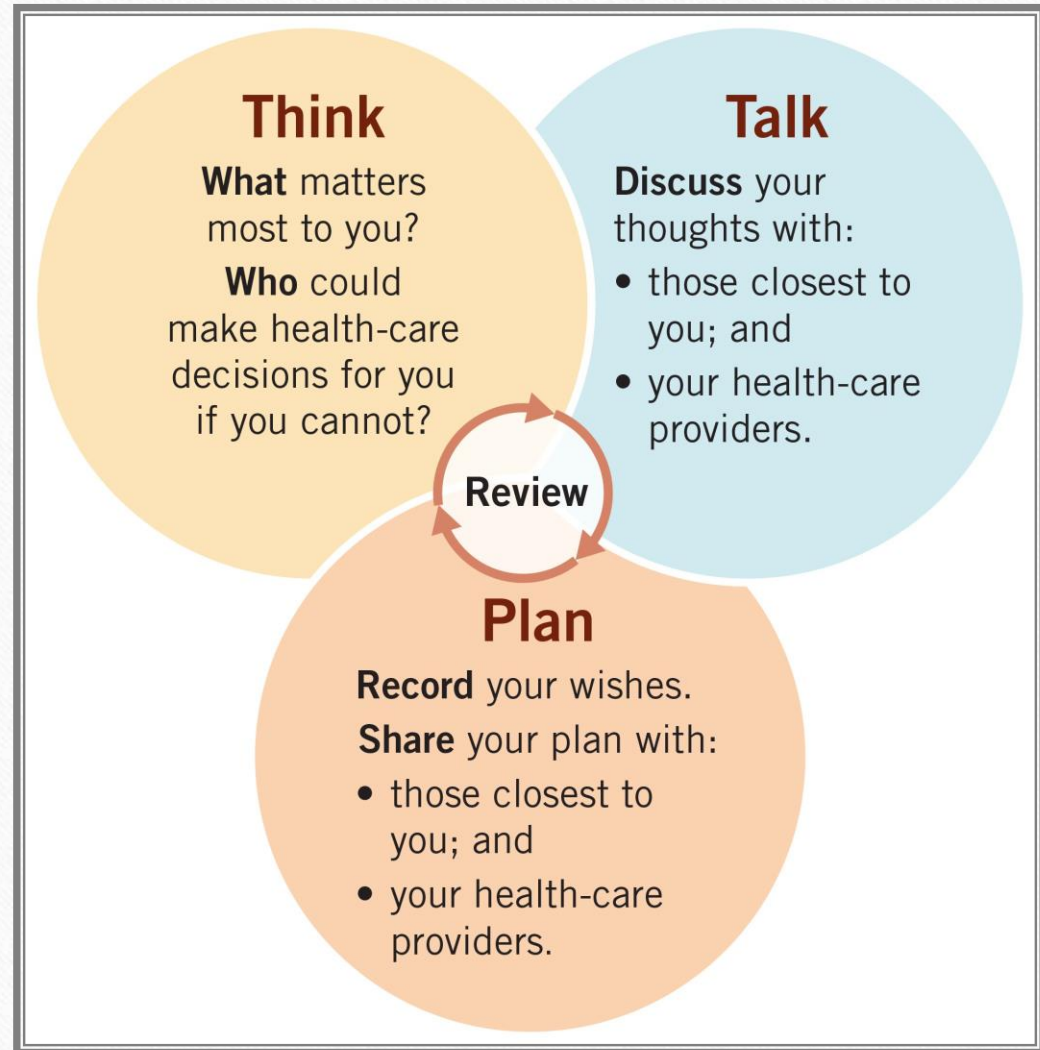 Think
What matters
most to you?
Who could
make health-care
decisions for you
if you cannot?
Talk
Discuss your
thoughts with:
• those closest to
you; and
• your health-care
providers.
Review
Plan
Record your wishes.
Share your plan with:
• those closest to
you; and
• your health-care
providers.